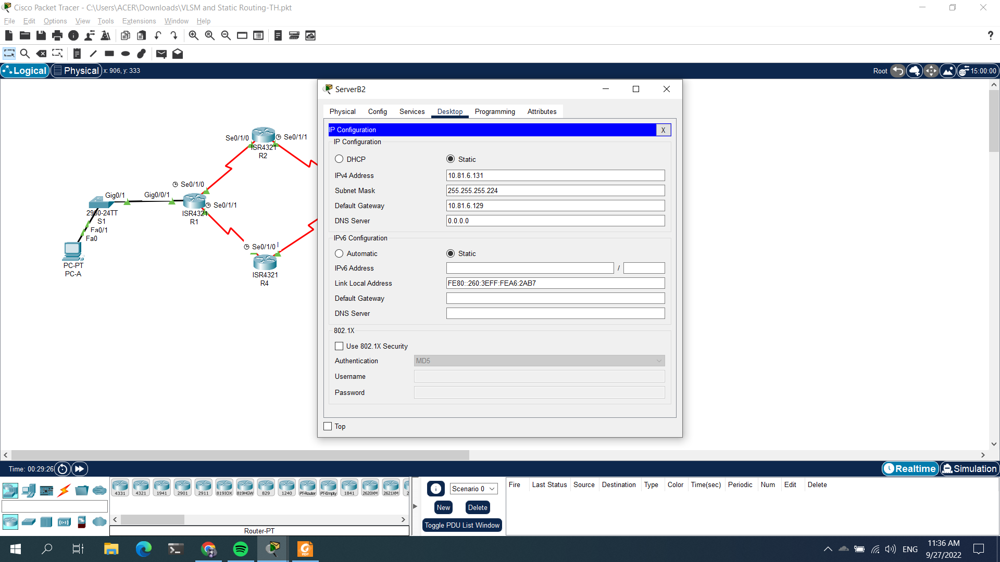 Cisco Packet Tracer - C:\Users\ACER\Downloads\VLSM and Static Routing-TH.pkt
File Edit Options View Tools Extensions Window Help
?
Logical Physical x: 906, y: 333 Root 15:00:00
ServerB2
Physical Config Services Desktop Programming Attributes
IP Configuration X
IP Configuration
DHCP Static
IPv4 Address 10.81.6.131
Subnet Mask 255.255.255.224
Default Gateway 10.81.6.129
DNS Server 0.0.0.0
IPv6 Configuration
Automatic Static
IPv6 Address /
Link Local Address FE80::260:3EFF:FEA6:2AB7
Default Gateway
DNS Server
802.1X
Use 802.1X Security
Authentication MD5
Username
Password
Top
Se0/1/0 Se0/1/1
ISR4321
R2
Se0/1/0
Gig0/1 Gig0/0/1
Se0/1/1
2960-24TT ISR4321
S1 R1
Fa0/1
Fa0
Se0/1/0
PC-PT
PC-A
ISR4321
R4
Time: 00:29:26 Realtime Simulation
4331 4321 1941 2901 2911 819IOX 819HGW 829 1240 PT-Router PT-Empty 1841 2620XM 2621XM
Router-PT
Scenario 0
New Delete
Toggle PDU List Window
Fire Last Status Source Destination Type Color Time(sec) Periodic Num Edit Delete
PDF
ENG
11:36 AM
9/27/2022